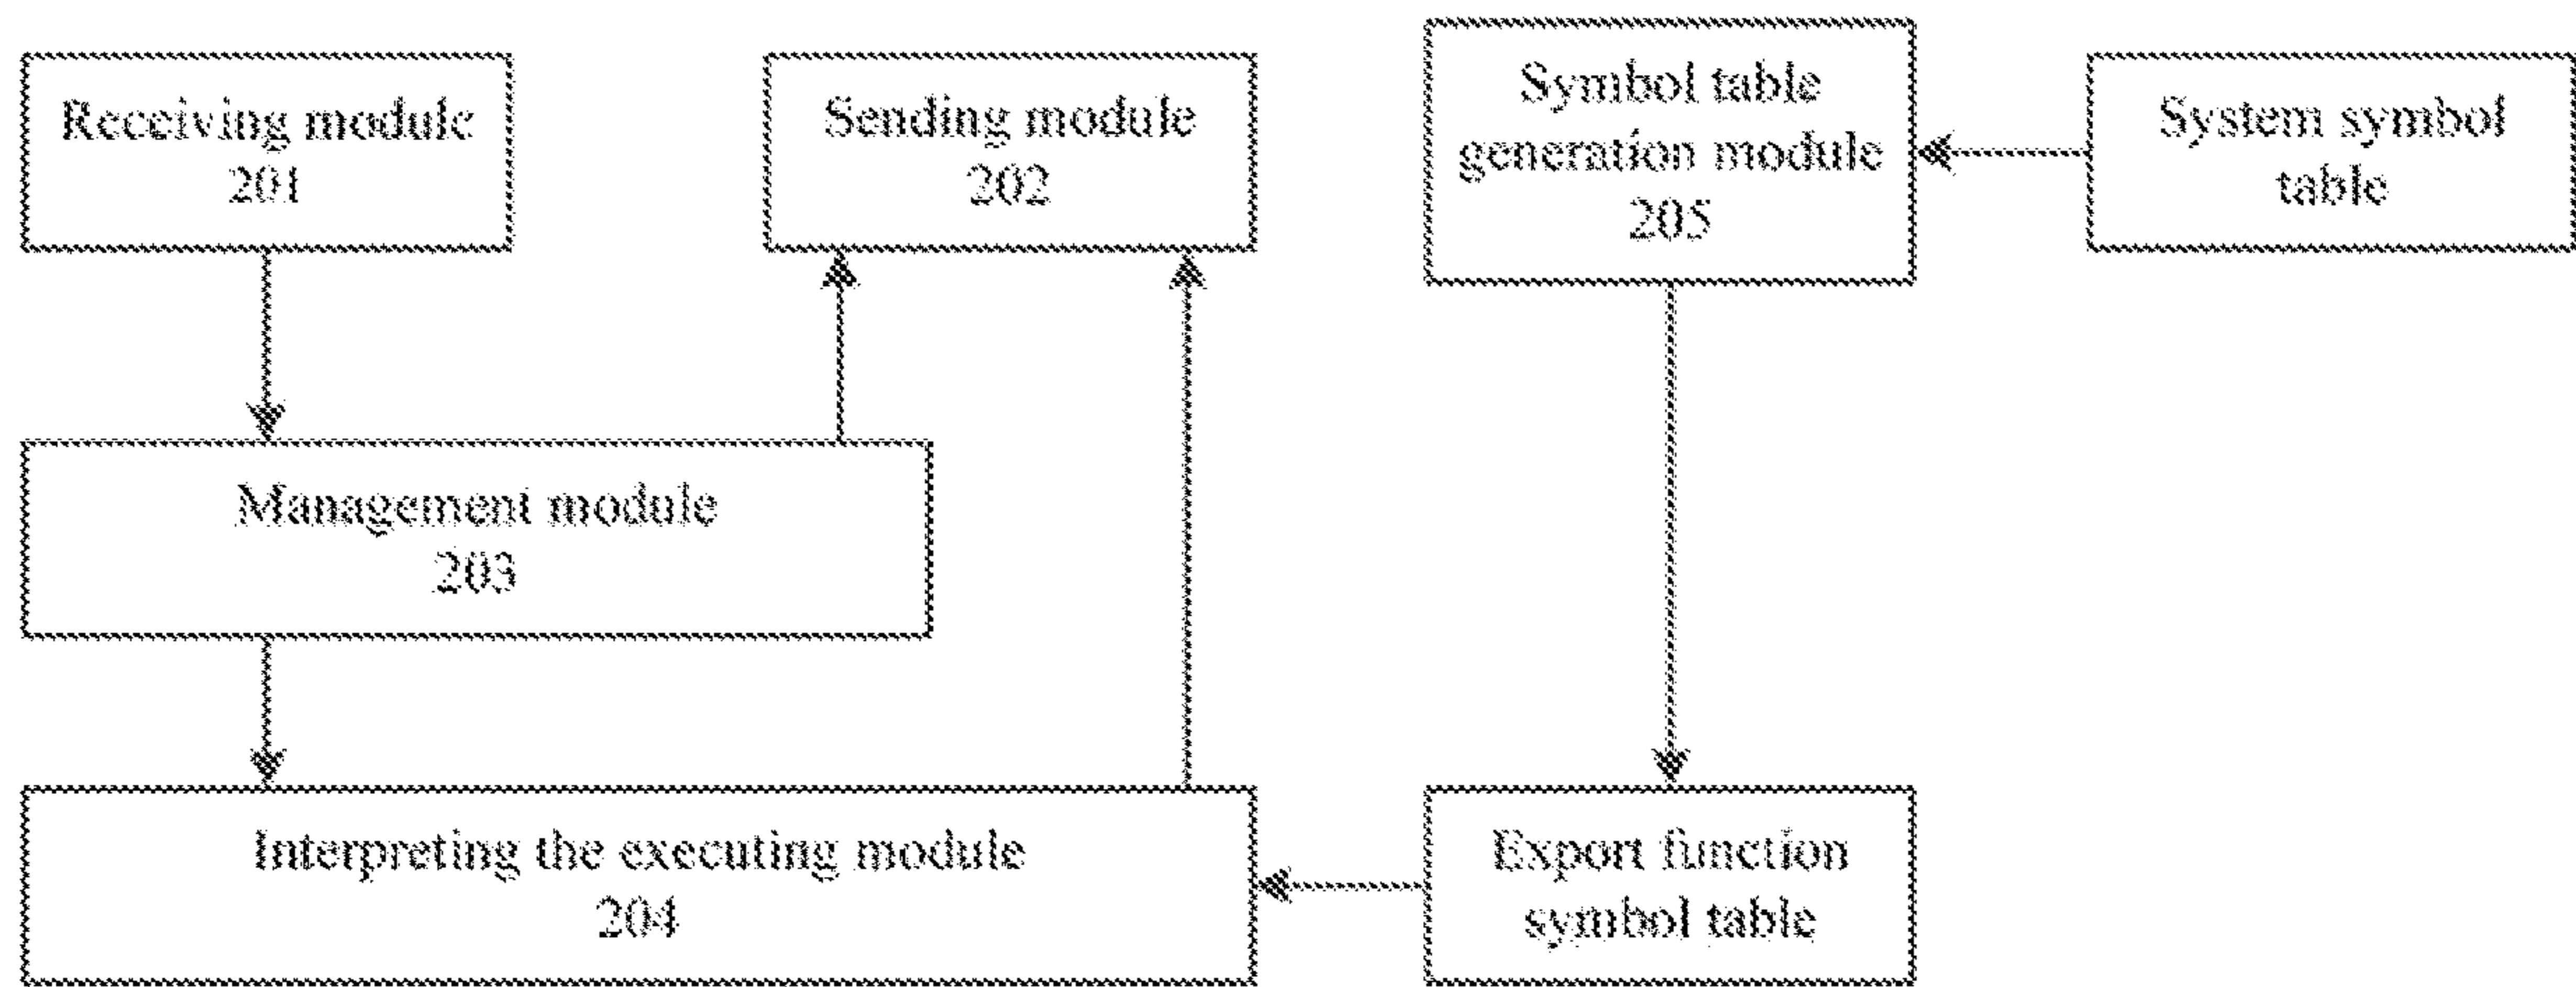 Receiving module
201
Sending module
202
Symbol table
generation module
205
System symbol
table
Management module
203
Interpreting the executing module
204
Export function
symbol table